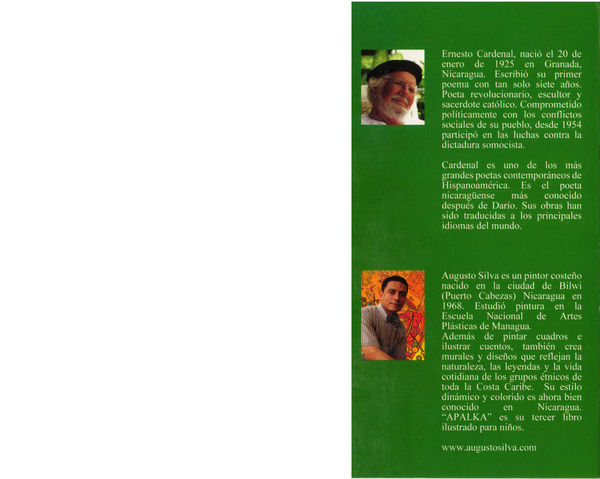 Ernesto Cardenal, nació el 20 de
enero de 1925 en Granada,
Nicaragua. Escribió su primer
poema con tan solo siete años.
Poeta revolucionario, escultor y
sacerdote católico. Comprometido
políticamente con los conflictos
sociales de su pueblo, desde 1954
participó en las luchas contra la
dictadura somocista.
Cardenal es uno de los más
grandes poetas contemporáneos de
Hispanoamérica. Es el poeta
nicaragüense más conocido
después de Darío. Sus obras han
sido traducidas a los principales
idiomas del mundo.
Augusto Silva es un pintor costeño
nacido en la ciudad de Bilwi
(Puerto Cabezas) Nicaragua en
1968. Estudió pintura en la
Escuela Nacional de Artes
Plásticas de Managua.
Además de pintar cuadros e
ilustrar cuentos, también crea
murales y diseños que reflejan la
naturaleza, las leyendas y la vida
cotidiana de los grupos étnicos de
toda la Costa Caribe. Su estilo
dinámico y colorido es ahora bien
conocido en Nicaragua.
“APALKA” es su tercer libro
ilustrado para niños.
www.augustosilva.com